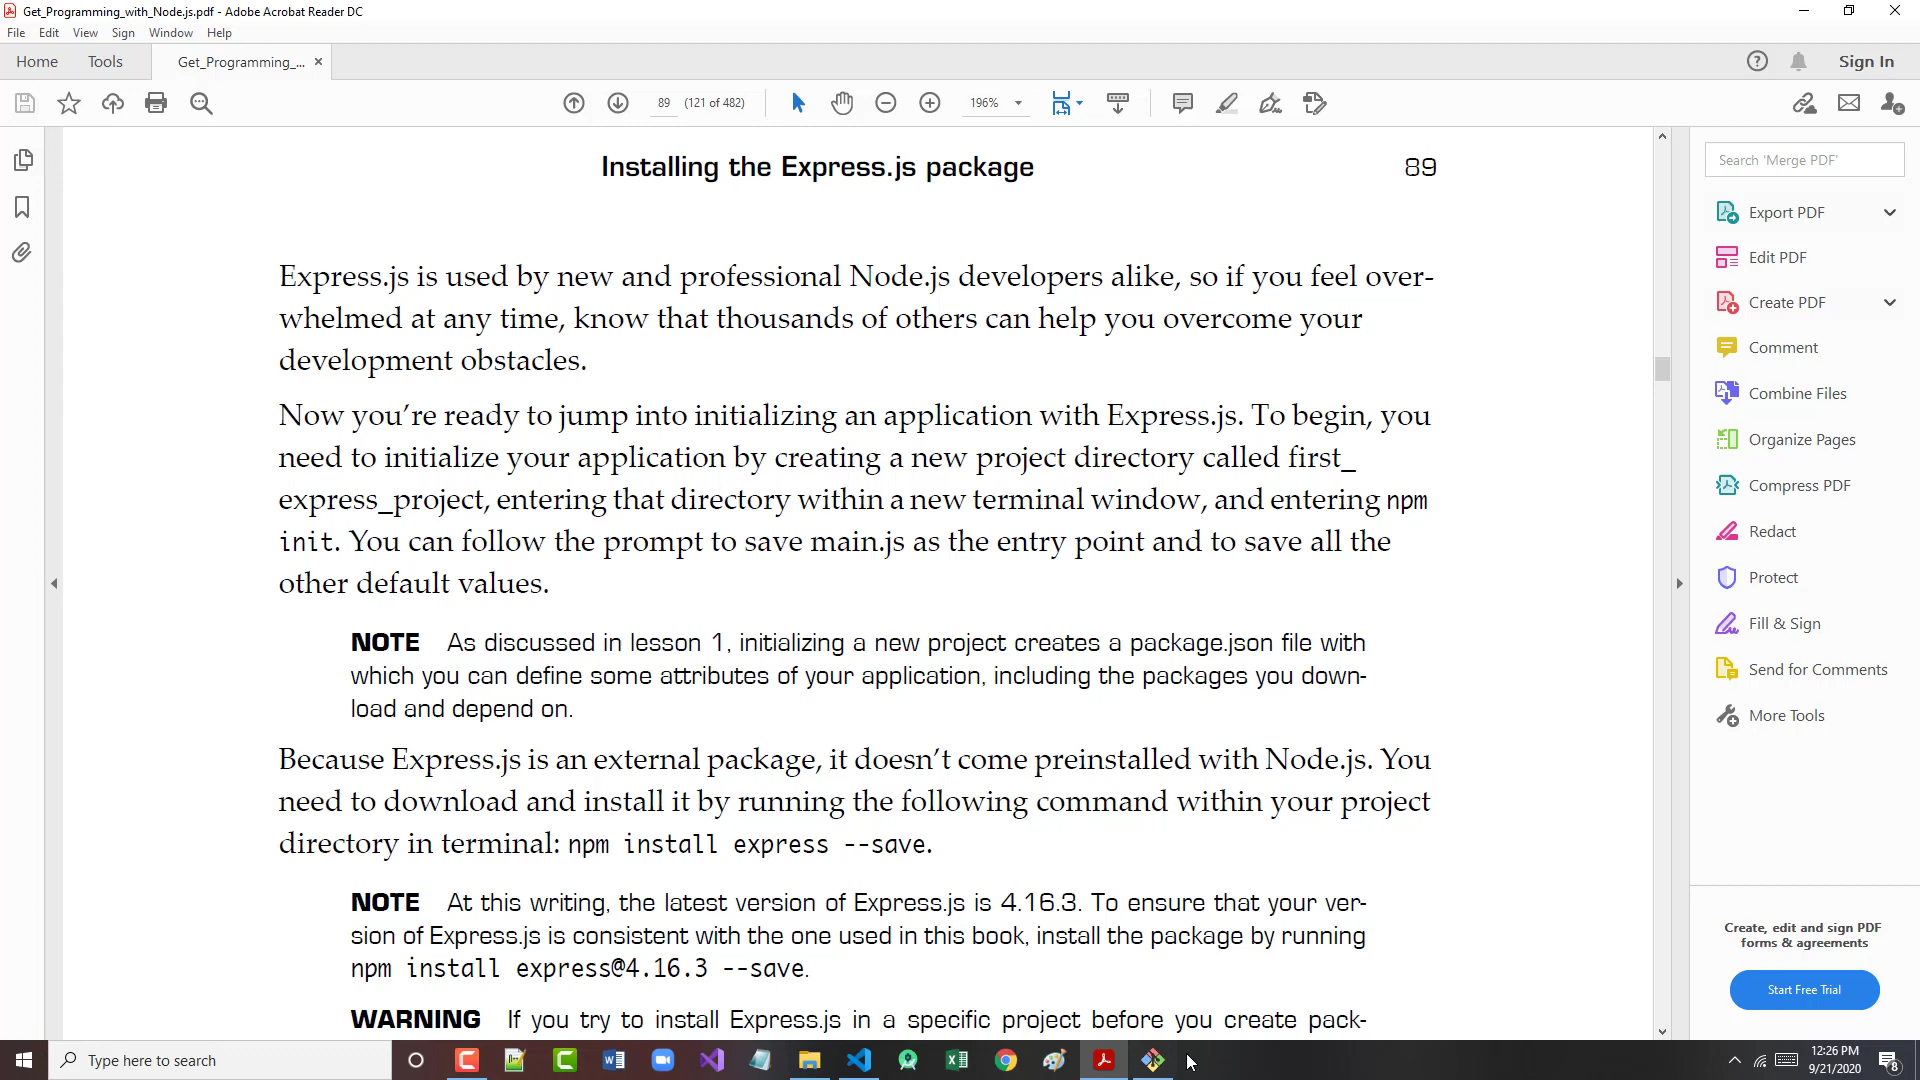 Get_Programming_with_Node.js.pdf - Adobe Acrobat Reader DC
File Edit View Sign Window Help
Home Tools Get_Programming_... × Sign In
89 (121 of 482) 196%
Search 'Merge PDF'
Export PDF
Edit PDF
Create PDF
Comment
Combine Files
Organize Pages
Compress PDF
Redact
Protect
Fill & Sign
Send for Comments
More Tools
Create, edit and sign PDF
forms & agreements
Start Free Trial
Installing the Express.js package 89
Express.js is used by new and professional Node.js developers alike, so if you feel over-
whelmed at any time, know that thousands of others can help you overcome your
development obstacles.
Now you’re ready to jump into initializing an application with Express.js. To begin, you
need to initialize your application by creating a new project directory called first_
express_project, entering that directory within a new terminal window, and entering npm
init. You can follow the prompt to save main.js as the entry point and to save all the
other default values.
NOTE As discussed in lesson 1, initializing a new project creates a package.json file with
which you can define some attributes of your application, including the packages you down-
load and depend on.
Because Express.js is an external package, it doesn’t come preinstalled with Node.js. You
need to download and install it by running the following command within your project
directory in terminal: npm install express --save.
NOTE At this writing, the latest version of Express.js is 4.16.3. To ensure that your ver-
sion of Express.js is consistent with the one used in this book, install the package by running
npm install express@4.16.3 --save.
WARNING If you try to install Express.js in a specific project before you create pack-
Type here to search
12:26 PM
9/21/2020
8